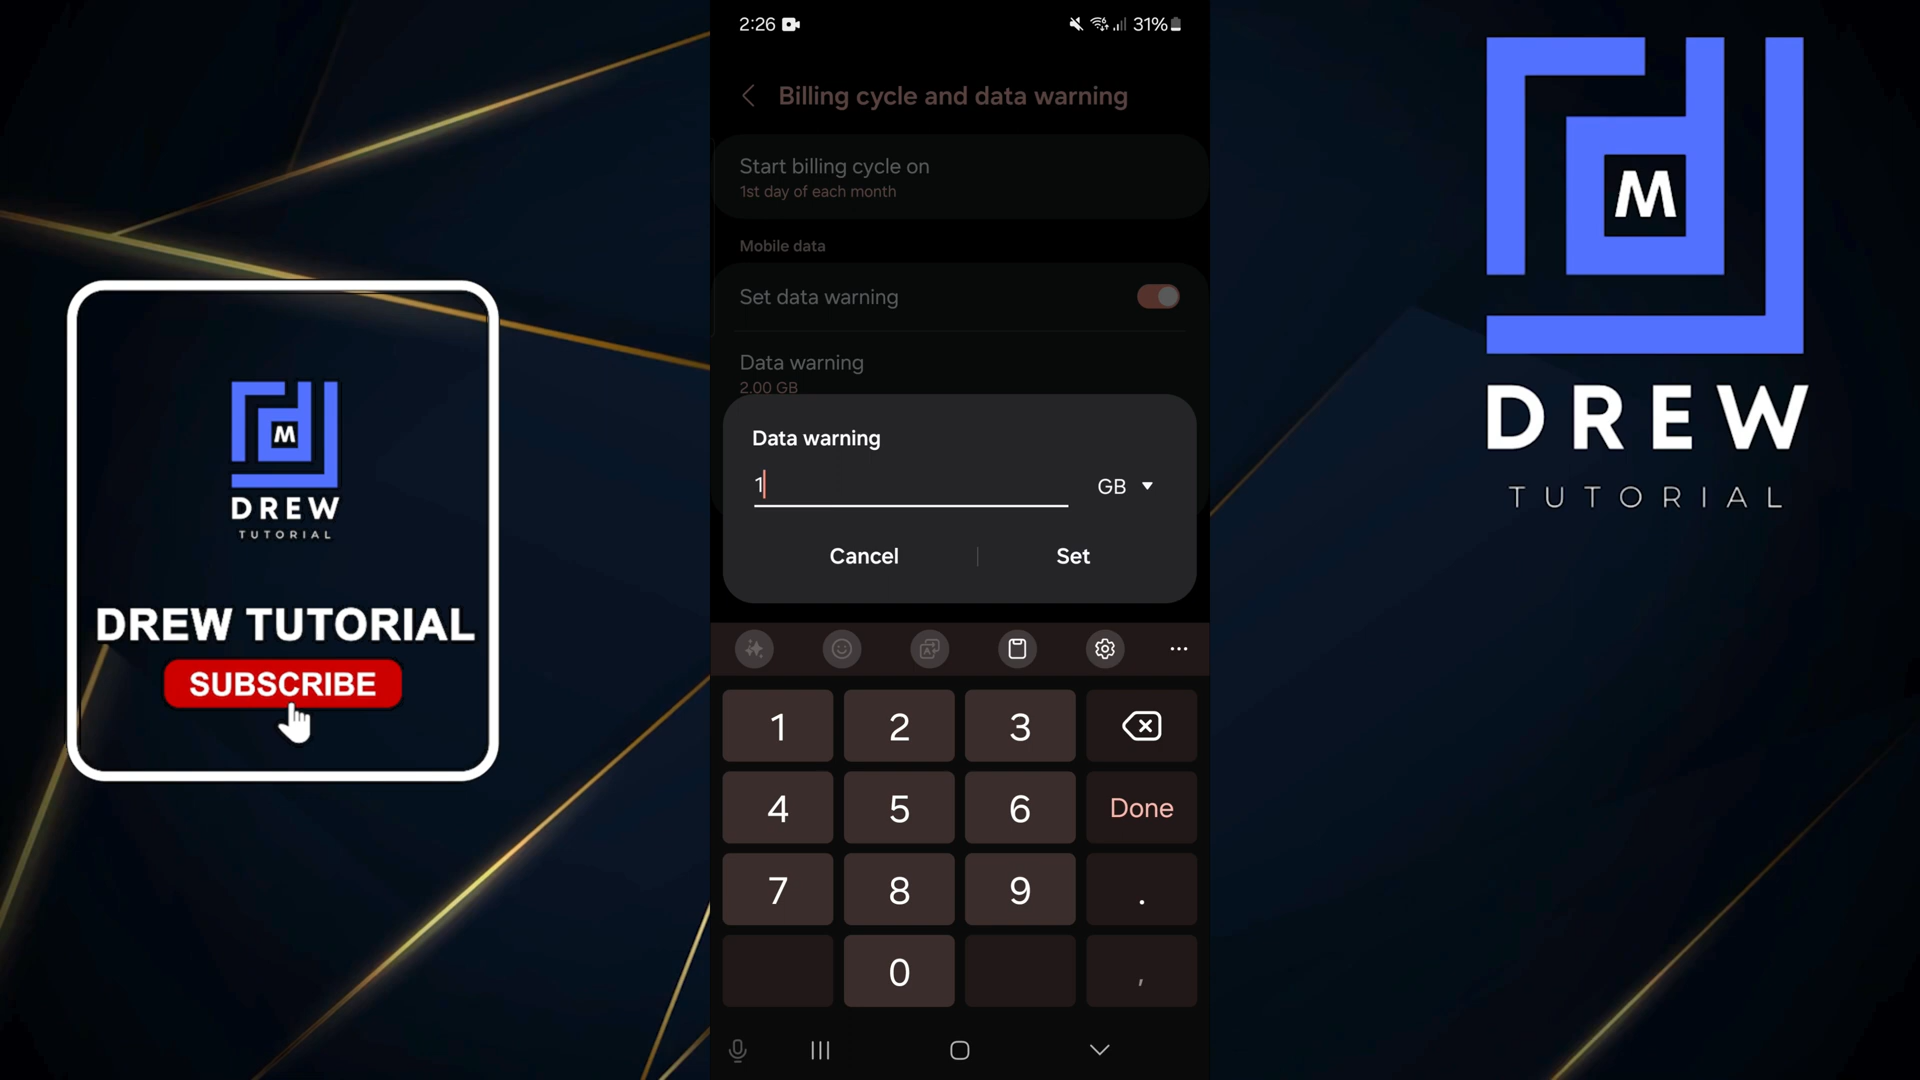 2:26
31%
Billing cycle and data warning
Start billing cycle on
1st day of each month
Mobile data
Set data warning
Data warning
2.00 GB
Data warning
1
GB
Cancel
Set
1
2
3
4
5
6
Done
7
8
9
.
0
,
M
DREW
TUTORIAL
DREW TUTORIAL
SUBSCRIBE
M
DREW
TUTORIAL